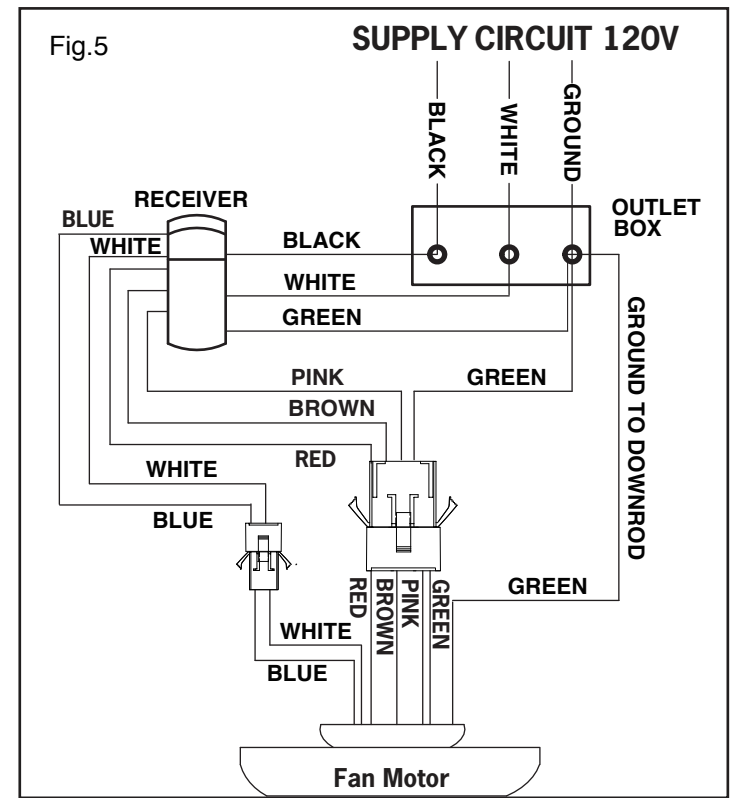 Fig.5
SUPPLY CIRCUIT 120V
BLACK
WHITE
GROUND
RECEIVER
OUTLET
BOX
BLUE
WHITE
BLACK
WHITE
GREEN
PINK
GREEN
BROWN
RED
GROUND TO DOWNROD
WHITE
BLUE
RED
BROWN
PINK
GREEN
GREEN
WHITE
BLUE
Fan Motor